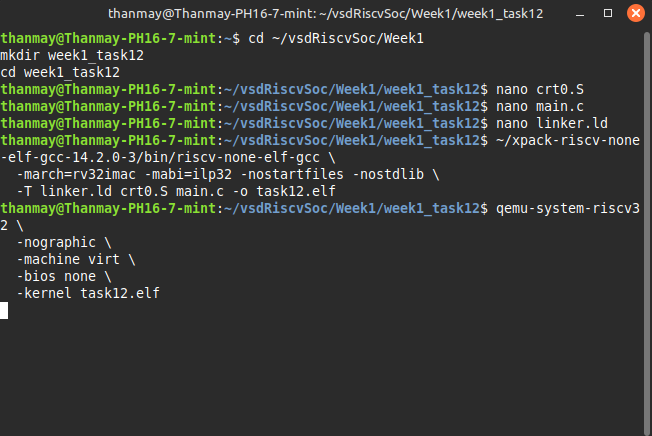 thanmay@Thanmay-PH16-7-mint: ~/vsdRiscvSoc/Week1/week1_task12
thanmay@Thanmay-PH16-7-mint:~$ cd ~/vsdRiscvSoc/Week1
mkdir week1_task12
cd week1_task12
thanmay@Thanmay-PH16-7-mint:~/vsdRiscvSoc/Week1/week1_task12$ nano crt0.S
thanmay@Thanmay-PH16-7-mint:~/vsdRiscvSoc/Week1/week1_task12$ nano main.c
thanmay@Thanmay-PH16-7-mint:~/vsdRiscvSoc/Week1/week1_task12$ nano linker.ld
thanmay@Thanmay-PH16-7-mint:~/vsdRiscvSoc/Week1/week1_task12$ ~/xpack-riscv-none
-elf-gcc-14.2.0-3/bin/riscv-none-elf-gcc \
  -march=rv32imac -mabi=ilp32 -nostartfiles -nostdlib \
  -T linker.ld crt0.S main.c -o task12.elf
thanmay@Thanmay-PH16-7-mint:~/vsdRiscvSoc/Week1/week1_task12$ qemu-system-riscv3
2 \
  -nographic \
  -machine virt \
  -bios none \
  -kernel task12.elf